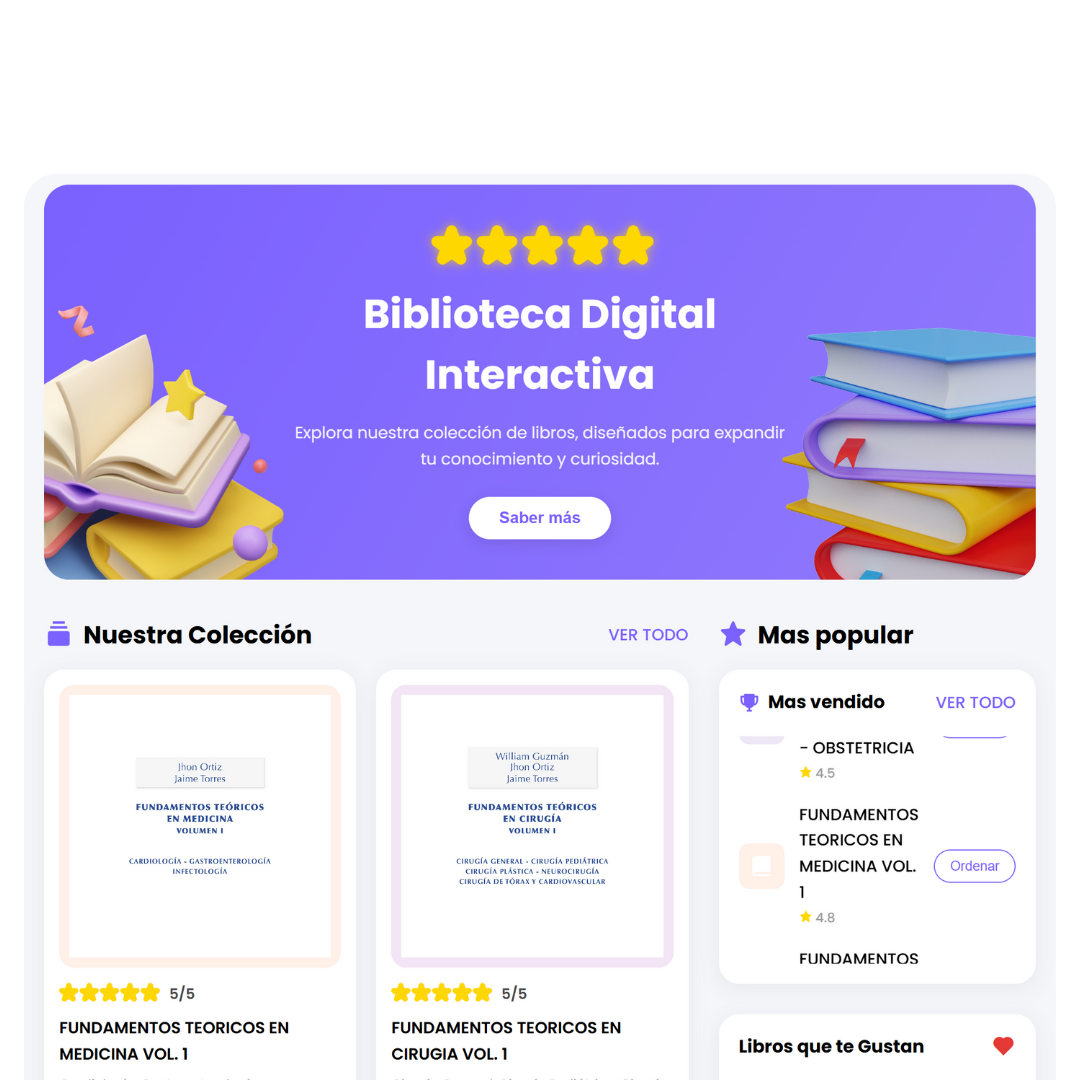 Biblioteca Digital
Interactiva
Explora nuestra colección de libros, diseñados para expandir
tu conocimiento y curiosidad.
Saber más
Nuestra Colección
VER TODO
Jhon Ortiz
Jaime Torres
FUNDAMENTOS TEÓRICOS
EN MEDICINA
VOLUMEN I
CARDIOLOGÍA - GASTROENTEROLOGÍA
INFECTOLOGÍA
5/5
FUNDAMENTOS TEORICOS EN
MEDICINA VOL. 1
William Guzmán
Jhon Ortiz
Jaime Torres
FUNDAMENTOS TEÓRICOS
EN CIRUGÍA
VOLUMEN I
CIRUGÍA GENERAL - CIRUGÍA PEDIÁTRICA
CIRUGÍA PLÁSTICA - NEUROCIRUGÍA
CIRUGÍA DE TÓRAX Y CARDIOVASCULAR
5/5
FUNDAMENTOS TEORICOS EN
CIRUGIA VOL. 1
Mas popular
Mas vendido
VER TODO
- OBSTETRICIA
4.5
FUNDAMENTOS
TEORICOS EN
MEDICINA VOL.
1
Ordenar
4.8
FUNDAMENTOS
Libros que te Gustan